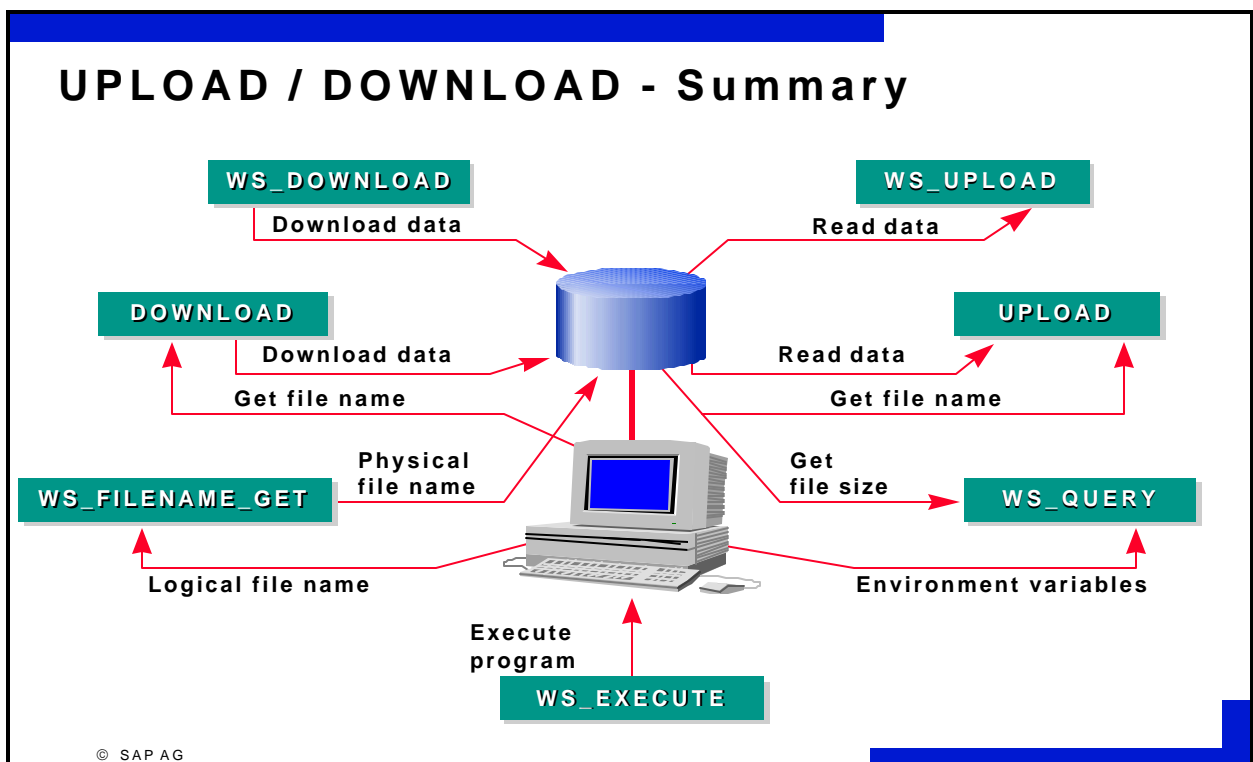 UPLOAD / DOWNLOAD - Summary
WS_DOWNLOAD
WS_UPLOAD
Download data
Read data
DOWNLOAD
UPLOAD
Download data
Read data
Get file name
Get file name
Physical
file name
Get
file size
WS_FILENAME_GET
WS_QUERY
Logical file name
Environment variables
Execute
program
WS_EXECUTE
© SAP AG